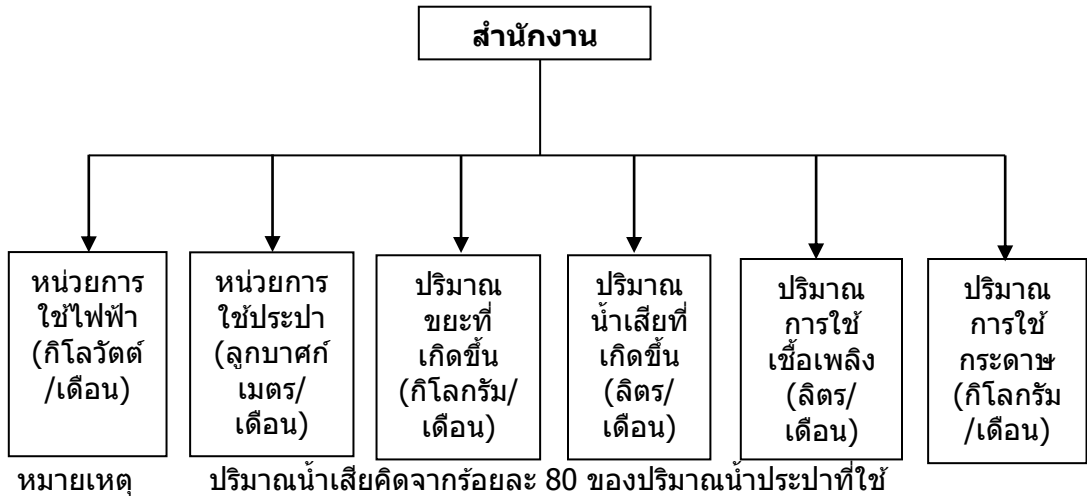 สำนักงาน
หน่วยการ
ใช้ไฟฟ้า
(กิโลวัตต์
/เดือน)
หน่วยการ
ใช้ประปา
(ลูกบาศก์
เมตร/
เดือน)
ปริมาณ
ขยะที่
เกิดขึ้น
(กิโลกรัม/
เดือน)
ปริมาณ
น้ำเสียที่
เกิดขึ้น
(ลิตร/
เดือน)
ปริมาณ
การใช้
เชื้อเพลิง
(ลิตร/
เดือน)
ปริมาณ
การใช้
กระดาษ
(กิโลกรัม
/เดือน)
หมายเหตุ ปริมาณน้ำเสียคิดจากร้อยละ 80 ของปริมาณน้ำประปาที่ใช้